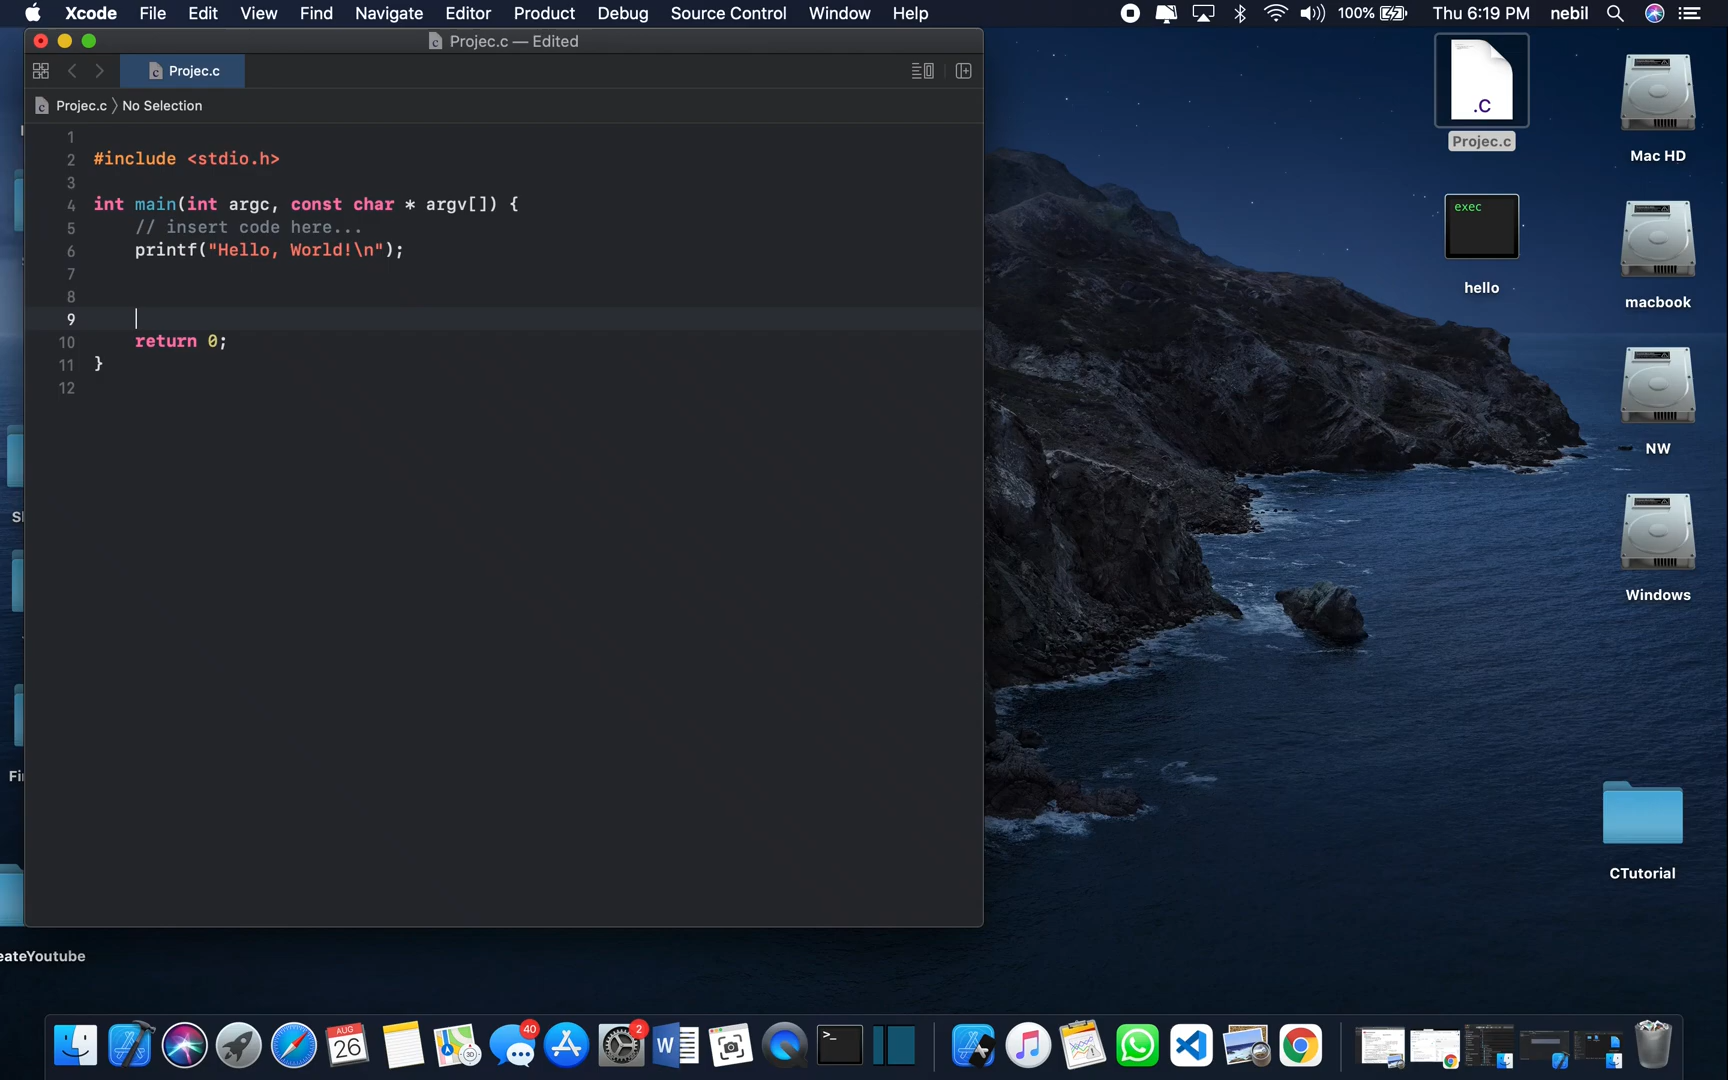 Xcode File Edit View Find Navigate Editor Product Debug Source Control Window Help 100% Thu 6:19 PM nebil
Projec.c — Edited
Projec.c
Projec.c 〉No Selection
1
2 #include <stdio.h>
3
4 int main(int argc, const char * argv[]) {
5 // insert code here...
6 printf("Hello, World!\n");
7
8
9
10 return 0;
11 }
12
.C
Projec.c
exec
hello
Mac HD
macbook
NW
Windows
CTutorial
eateYoutube
AUG
26
3D
40
2
W
>_